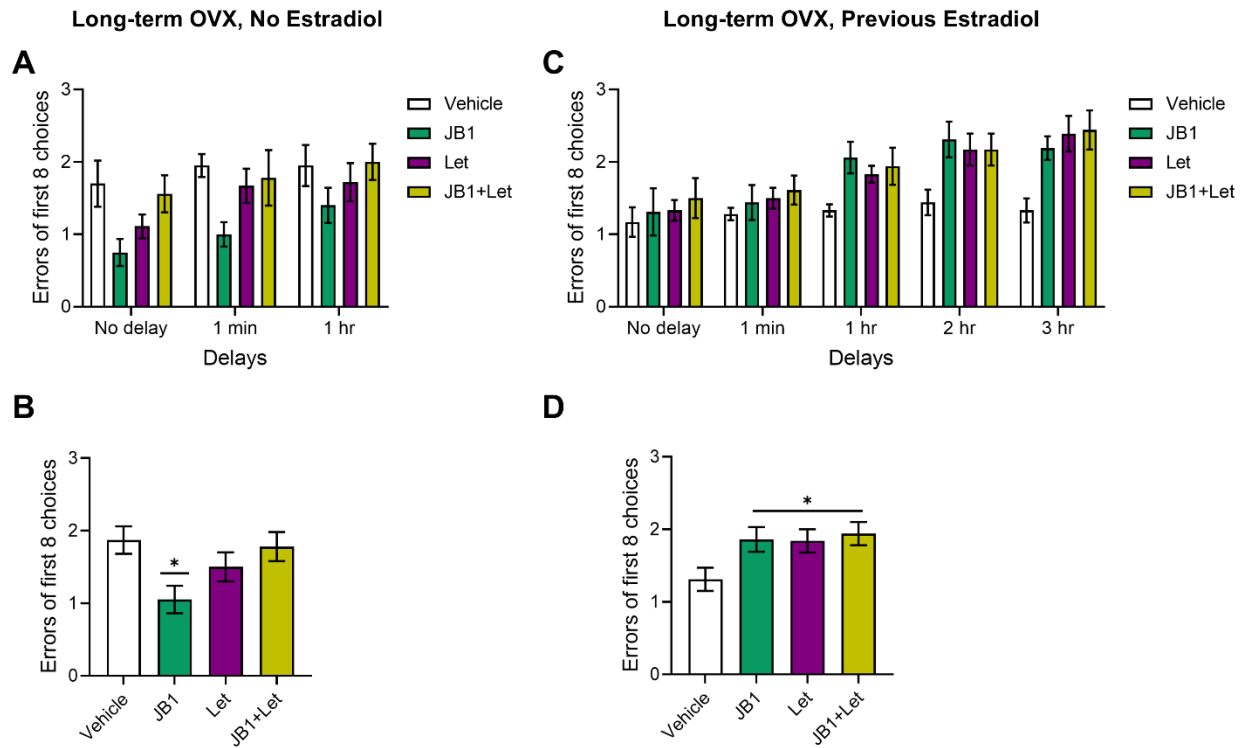 Long-term OVX, No Estradiol
Long-term OVX, Previous Estradiol
A
Errors of first 8 choices
3
2
1
0
No delay
1 min
1 hr
Delays
Vehicle
JB1
Let
JB1+Let
C
Errors of first 8 choices
3
2
1
0
No delay
1 min
1 hr
2 hr
3 hr
Delays
Vehicle
JB1
Let
JB1+Let
B
Errors of first 8 choices
3
2
1
0
*
Vehicle
JB1
Let
JB1+Let
D
Errors of first 8 choices
3
2
1
0
*
Vehicle
JB1
Let
JB1+Let